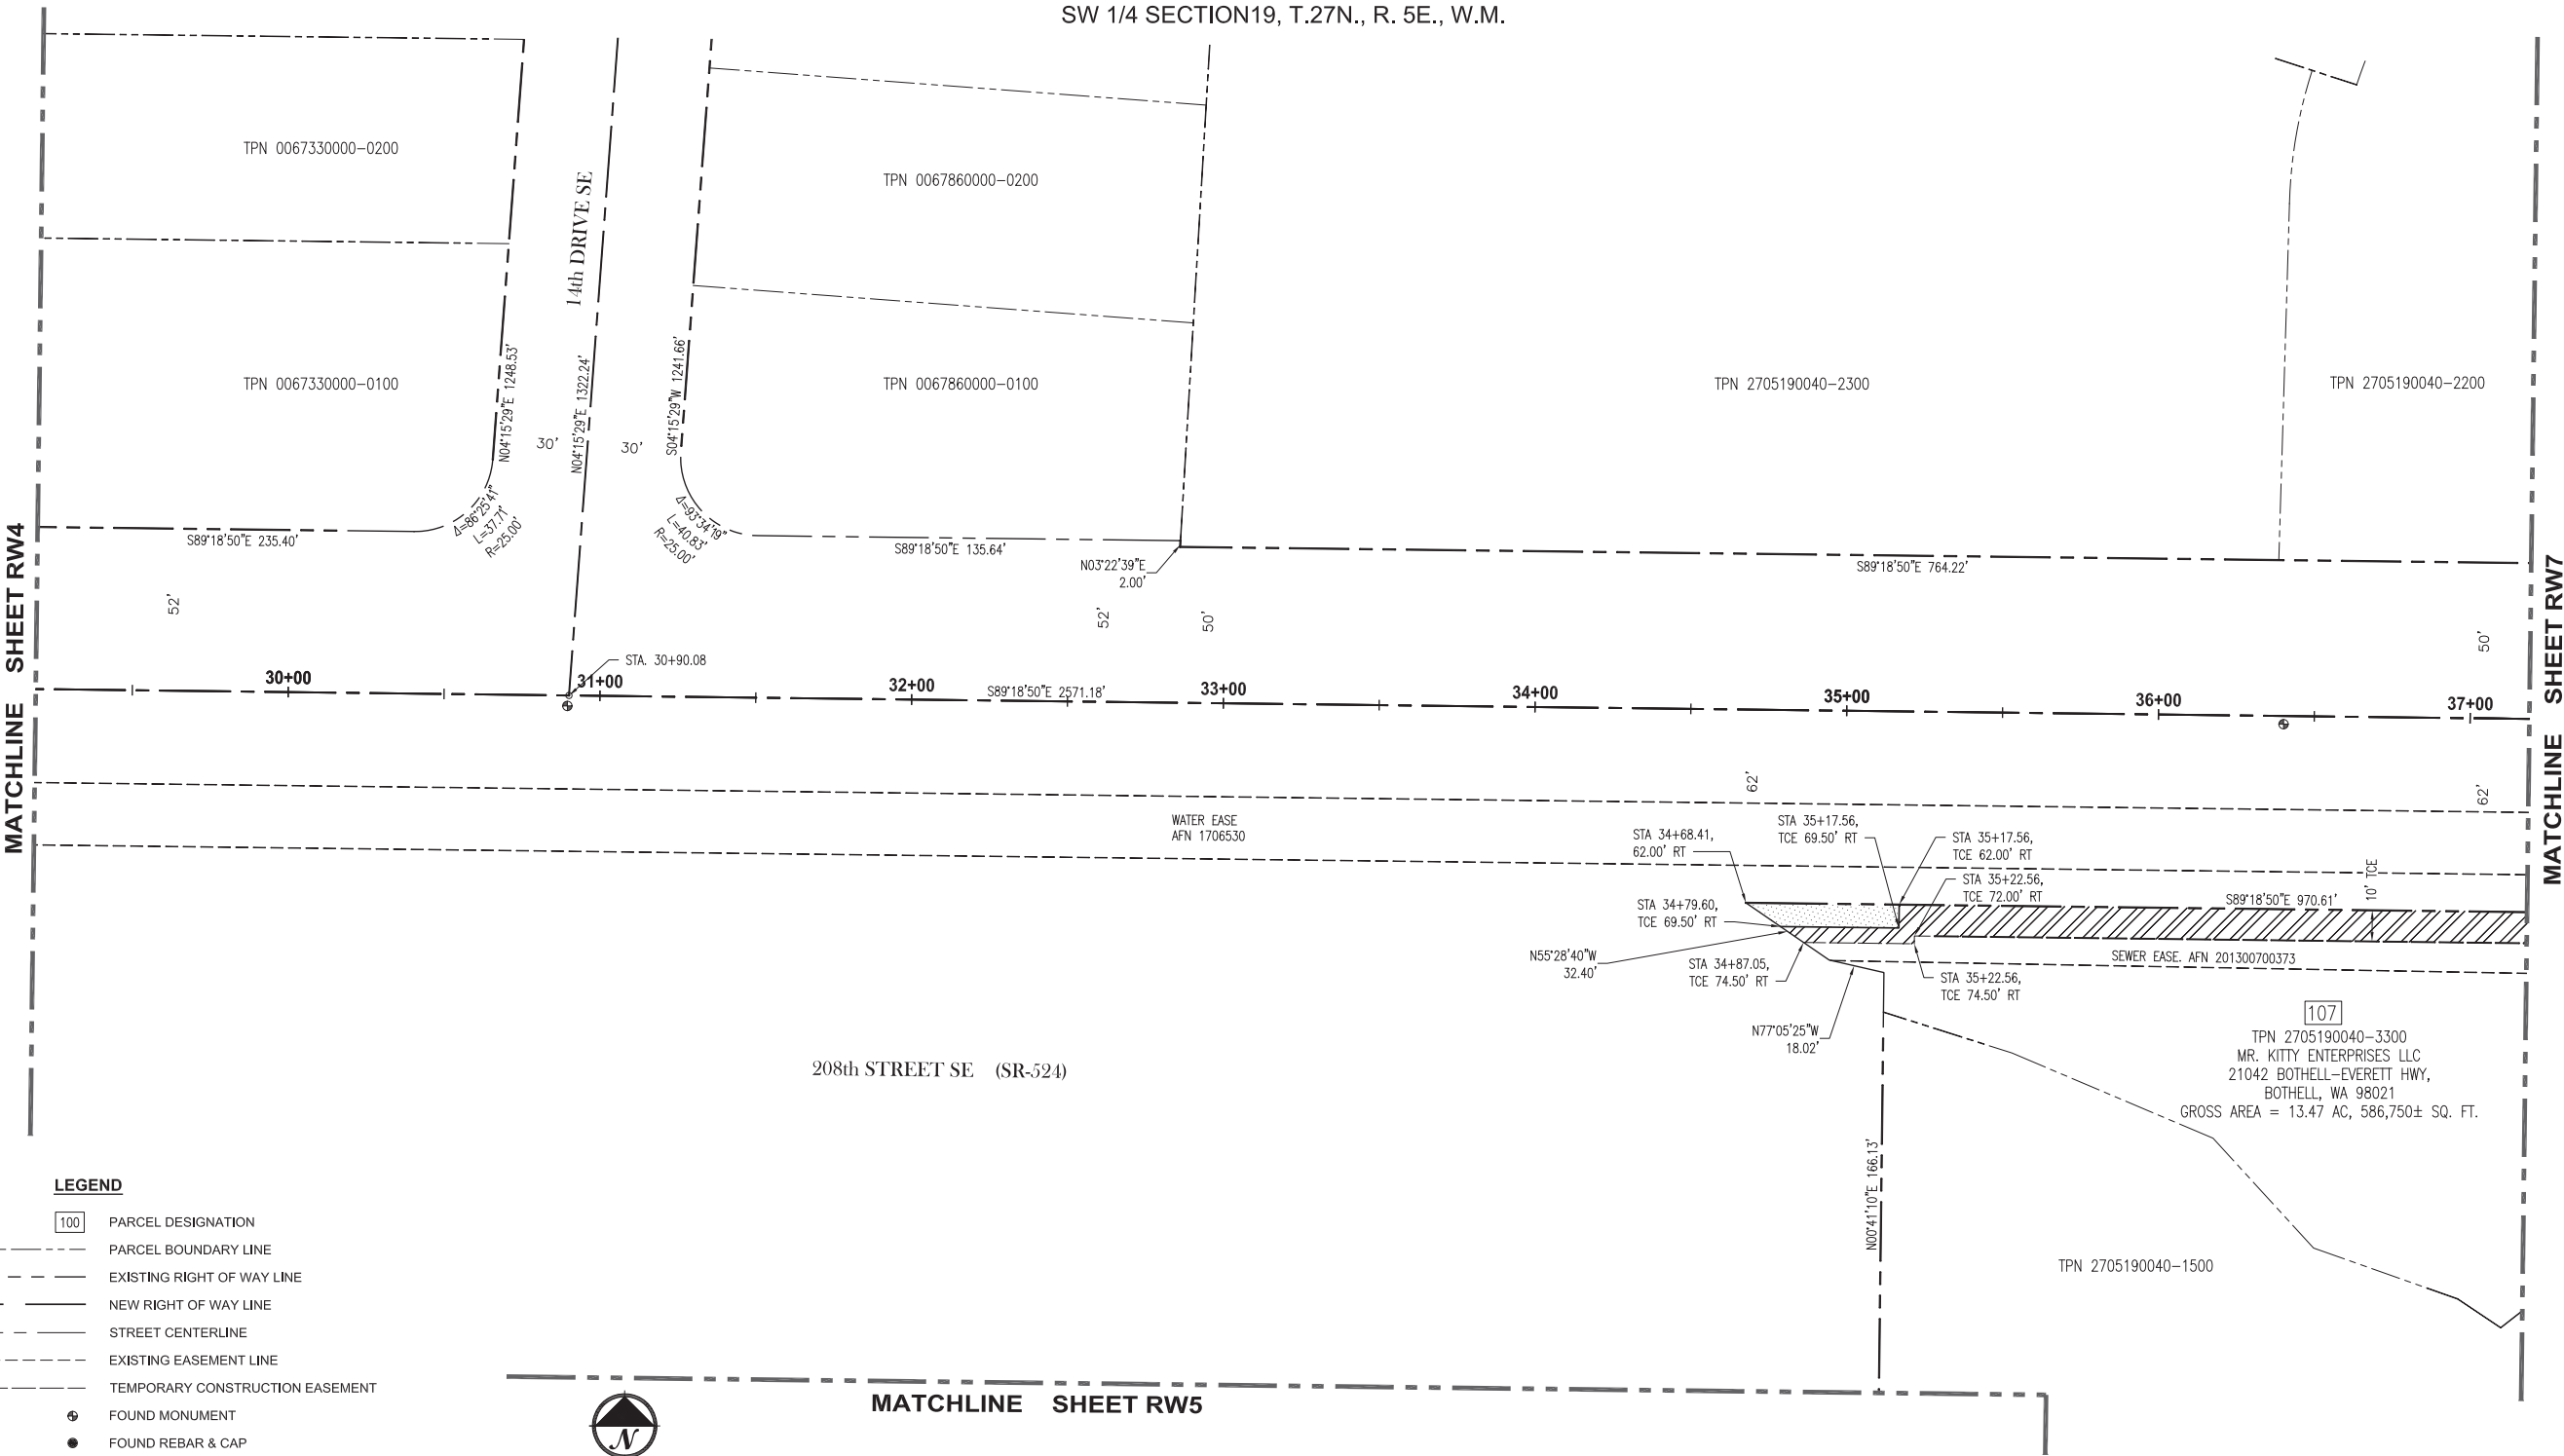 SW 1/4 SECTION19, T.27N., R. 5E., W.M.
TPN 0067330000-0200
14th DRIVE SE
TPN 0067860000-0200
TPN 0067330000-0100
N04°15'29"E 1248.53'
N04°15'29"E 1322.24'
S04°15'29"W 1241.66'
TPN 0067860000-0100
TPN 2705190040-2300
TPN 2705190040-2200
30'
30'
S89°18'50"E 235.40'
Δ=86°25'41"
L=37.71'
R=25.00'
Δ=93°34'19"
L=40.83'
R=25.00'
S89°18'50"E 135.64'
N03°22'39"E
2.00'
S89°18'50"E 764.22'
MATCHLINE SHEET RW4
MATCHLINE SHEET RW7
52'
52'
50'
50'
STA. 30+90.08
30+00
31+00
32+00
S89°18'50"E 2571.18'
33+00
34+00
35+00
36+00
37+00
62'
62'
WATER EASE
AFN 1706530
STA 34+68.41,
62.00' RT
STA 35+17.56,
TCE 69.50' RT
STA 35+17.56,
TCE 62.00' RT
STA 35+22.56,
TCE 72.00' RT
10' TCE
S89°18'50"E 970.61'
STA 34+79.60,
TCE 69.50' RT
N55°28'40"W
32.40'
STA 34+87.05,
TCE 74.50' RT
STA 35+22.56,
TCE 74.50' RT
SEWER EASE. AFN 201300700373
N77°05'25"W
18.02'
107
TPN 2705190040-3300
MR. KITTY ENTERPRISES LLC
21042 BOTHELL-EVERETT HWY,
BOTHELL, WA 98021
GROSS AREA = 13.47 AC, 586,750± SQ. FT.
208th STREET SE (SR-524)
N00°41'10"E 166.13'
TPN 2705190040-1500
LEGEND
100 PARCEL DESIGNATION
PARCEL BOUNDARY LINE
EXISTING RIGHT OF WAY LINE
NEW RIGHT OF WAY LINE
STREET CENTERLINE
EXISTING EASEMENT LINE
TEMPORARY CONSTRUCTION EASEMENT
FOUND MONUMENT
FOUND REBAR & CAP
N
MATCHLINE SHEET RW5